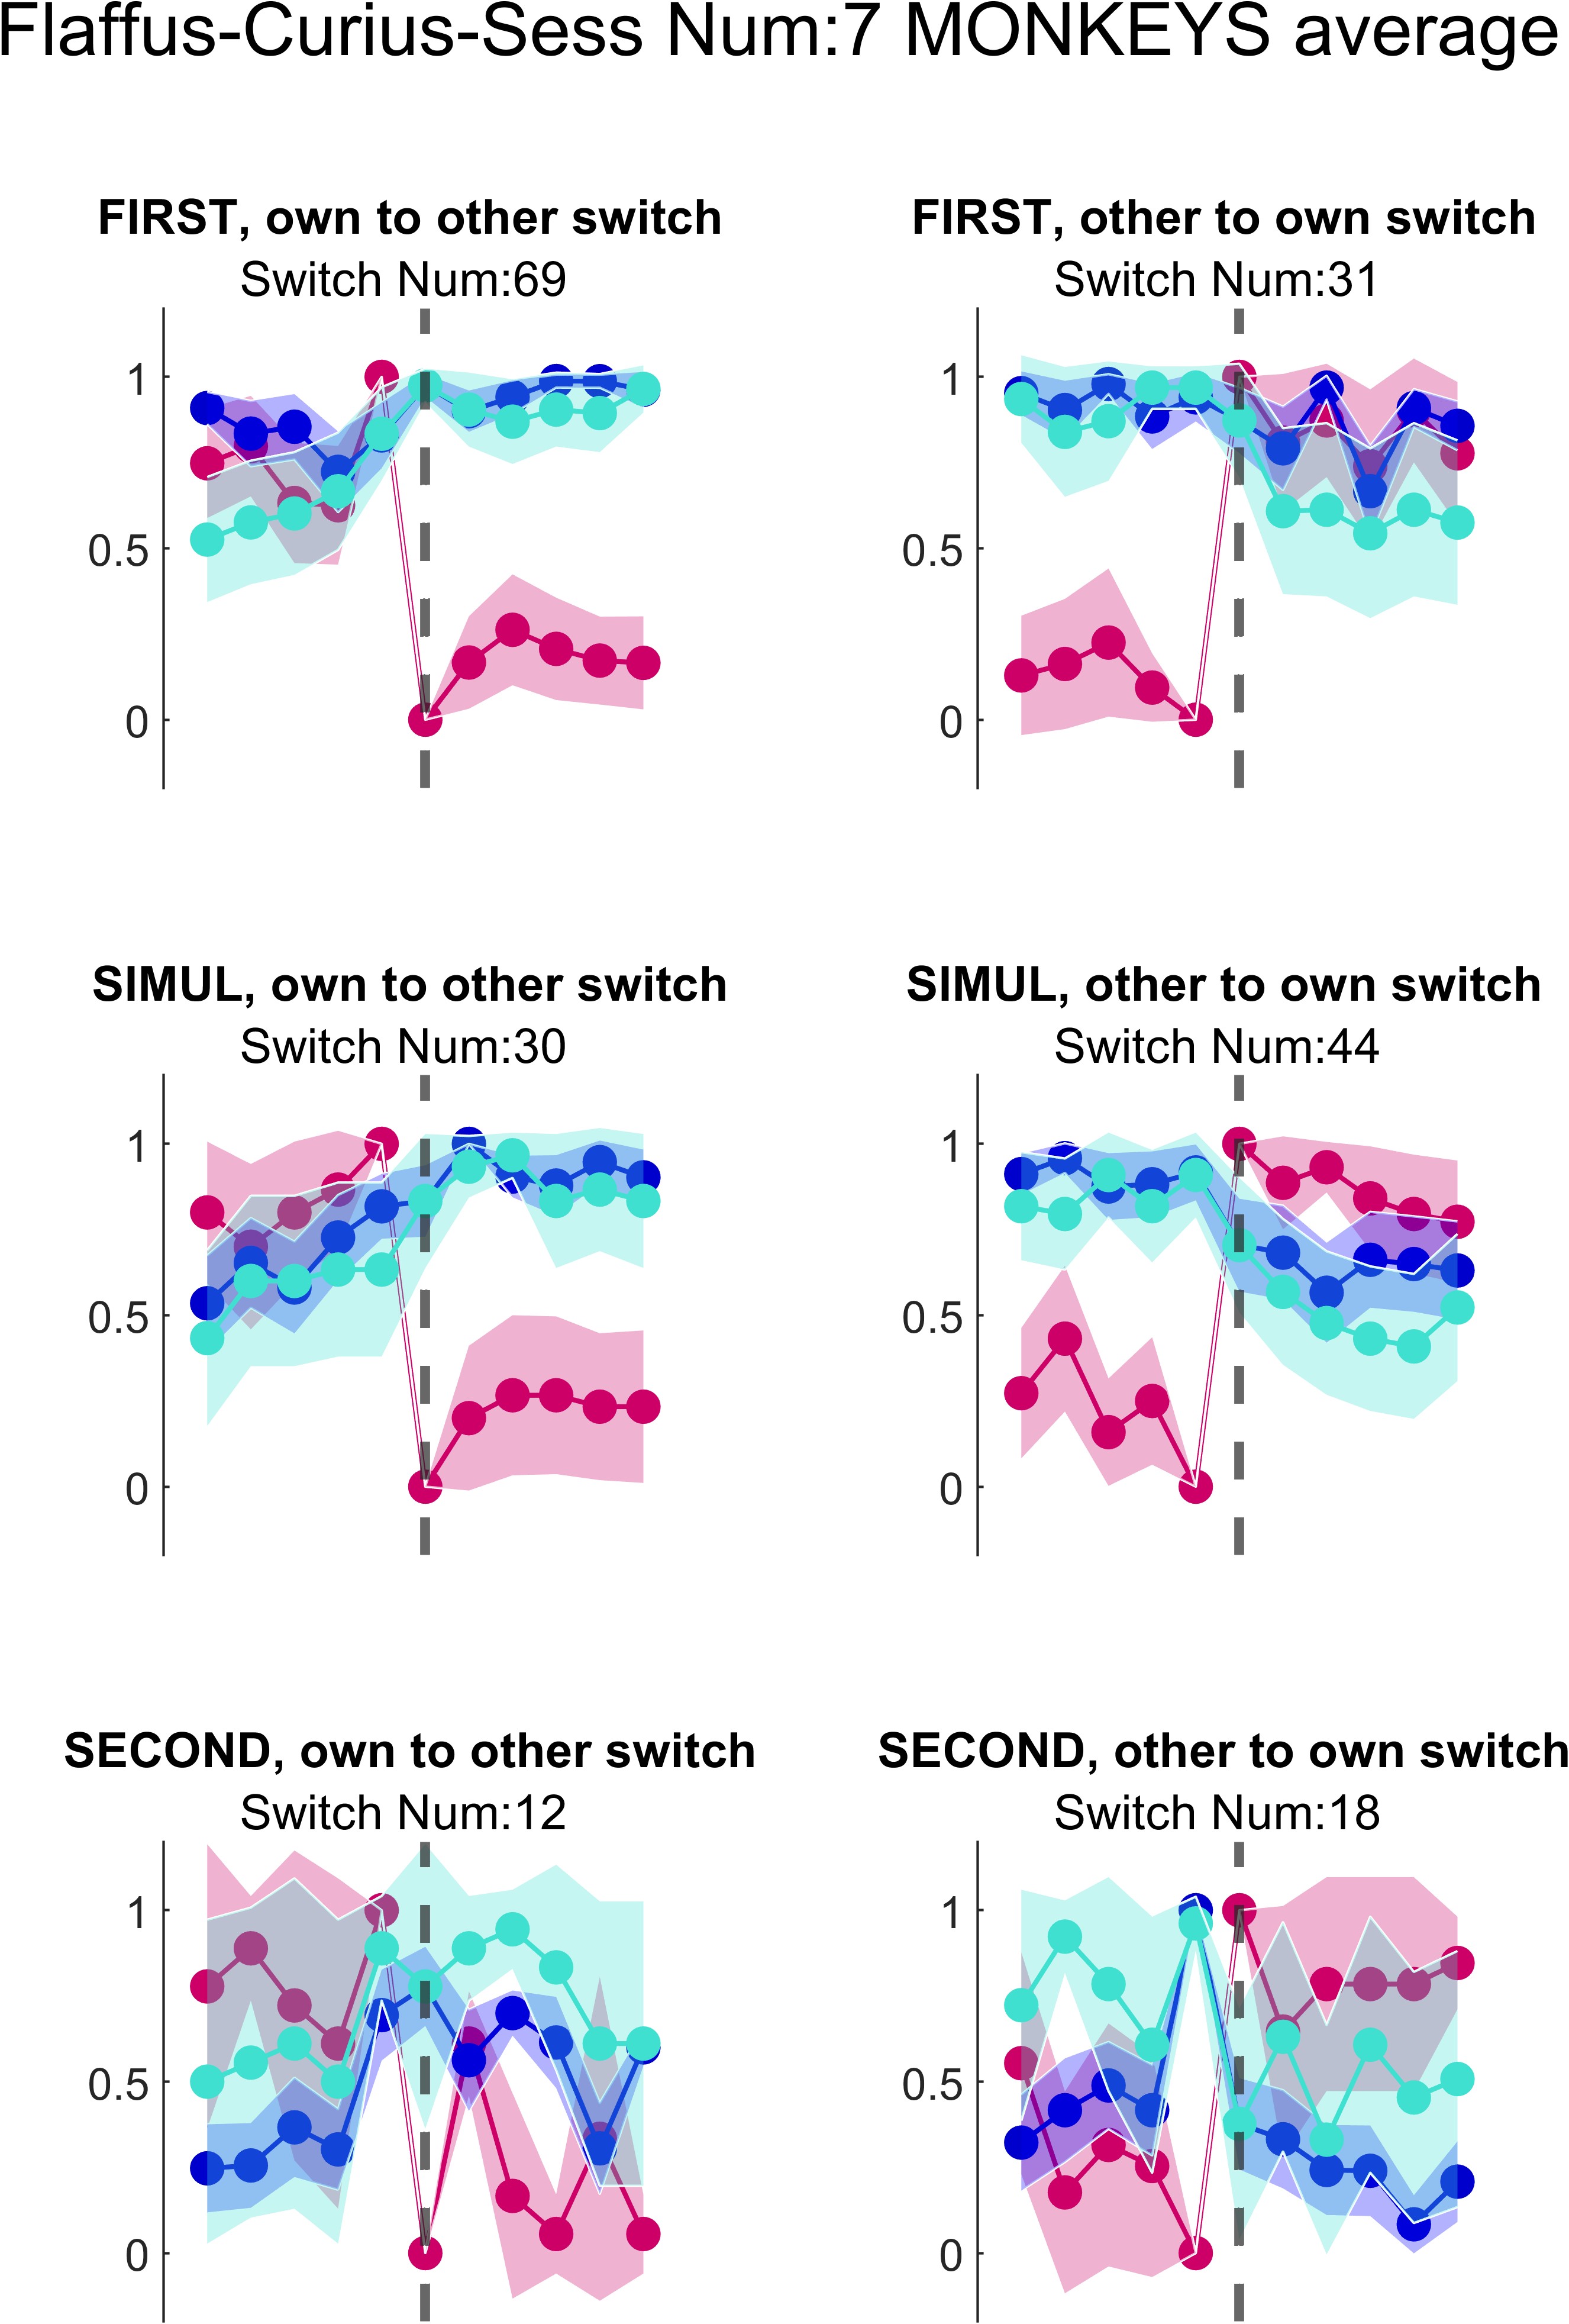 Flaffus-Curius-Sess Num:7 MONKEYS average
FIRST, own to other switch
Switch Num:69
1
0.5
0
FIRST, other to own switch
Switch Num:31
1
0.5
0
SIMUL, own to other switch
Switch Num:30
1
0.5
0
SIMUL, other to own switch
Switch Num:44
1
0.5
0
SECOND, own to other switch
Switch Num:12
1
0.5
0
SECOND, other to own switch
Switch Num:18
1
0.5
0